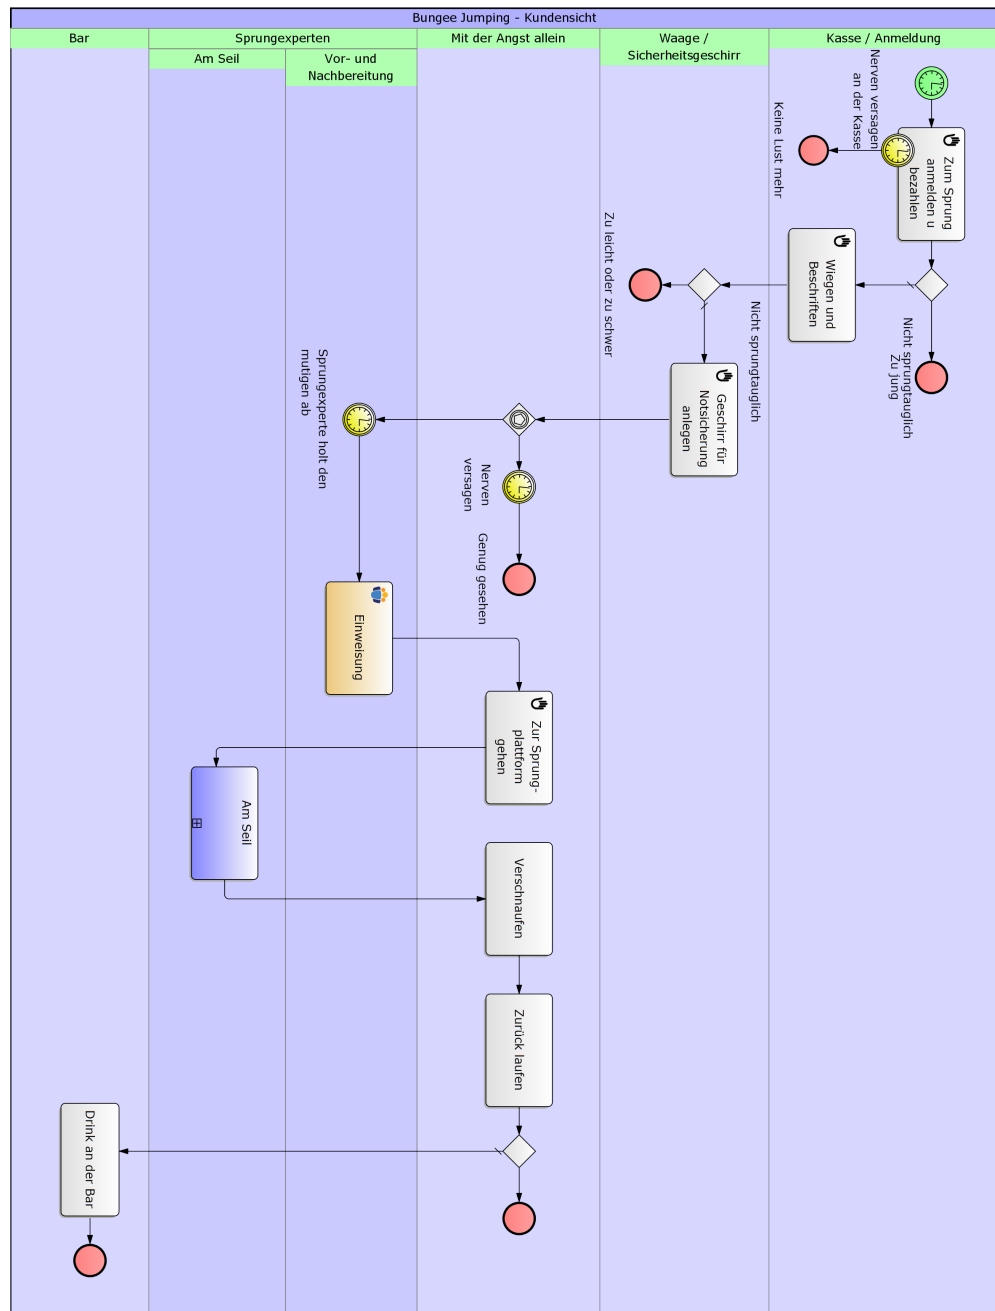 Bungee Jumping - Kundensicht
Bar
Sprungexperten
Am Seil
Vor- und
Nachbereitung
Mit der Angst allein
Waage /
Sicherheitsgeschirr
Kasse / Anmeldung
Nerven versagen
an der Kasse
Keine Lust mehr
Zum Sprung
anmelden u
bezahlen
Wiegen und
Beschriften
Zu leicht oder zu schwer
Nicht sprungtauglich
Nicht sprungtauglich
Zu jung
Geschirr für
Notsicherung
anlegen
Sprungexperte holt den
mutigen ab
Nerven
versagen
Genug gesehen
Einweisung
Zur Sprung-
plattform
gehen
Am Seil
Verschnaufen
Zurück laufen
Drink an der Bar